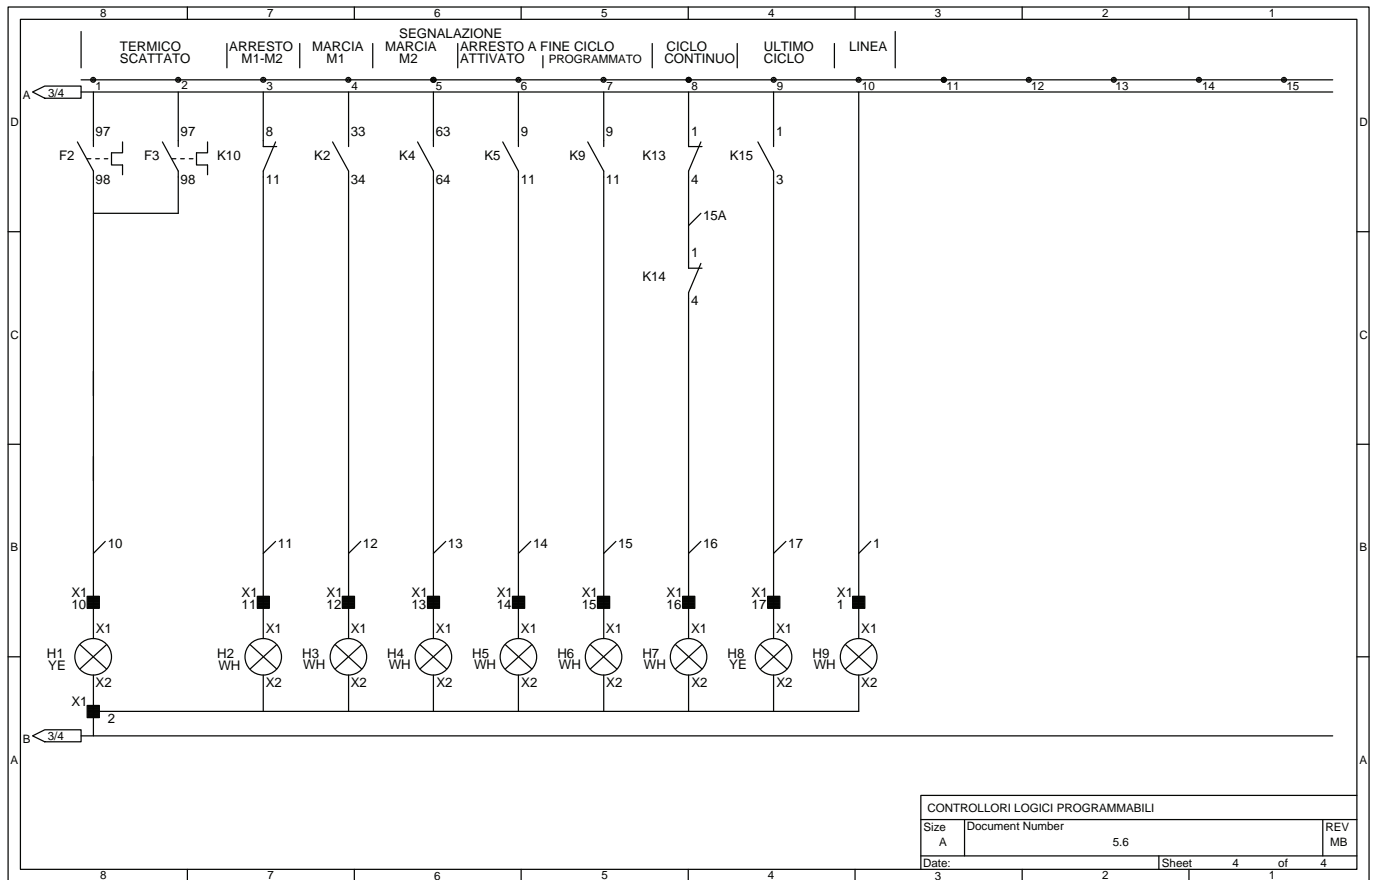 8 7 6 5 4 3 2 1
SEGNALAZIONE
TERMICO ARRESTO MARCIA MARCIA ARRESTO A FINE CICLO CICLO ULTIMO LINEA
SCATTATO M1-M2 M1 M2 ATTIVATO PROGRAMMATO CONTINUO CICLO
A 3/4 1 2 3 4 5 6 7 8 9 10 11 12 13 14 15
D 97 97 8 33 63 9 9 1 1 D
F2 F3 K10 K2 K4 K5 K9 K13 K15
98 98 11 34 64 11 11 4 3
15A
1
K14
4
C C
B 10 11 12 13 14 15 16 17 1 B
X1 X1 X1 X1 X1 X1 X1 X1 X1
10 11 12 13 14 15 16 17 1
X1 X1 X1 X1 X1 X1 X1 X1 X1
H1 H2 H3 H4 H5 H6 H7 H8 H9
YE WH WH WH WH WH WH YE WH
X2 X2 X2 X2 X2 X2 X2 X2 X2
X1
2
B 3/4
A A
CONTROLLORI LOGICI PROGRAMMABILI
Size Document Number REV
A 5.6 MB
Date: Sheet 4 of 4
8 7 6 5 4 3 2 1